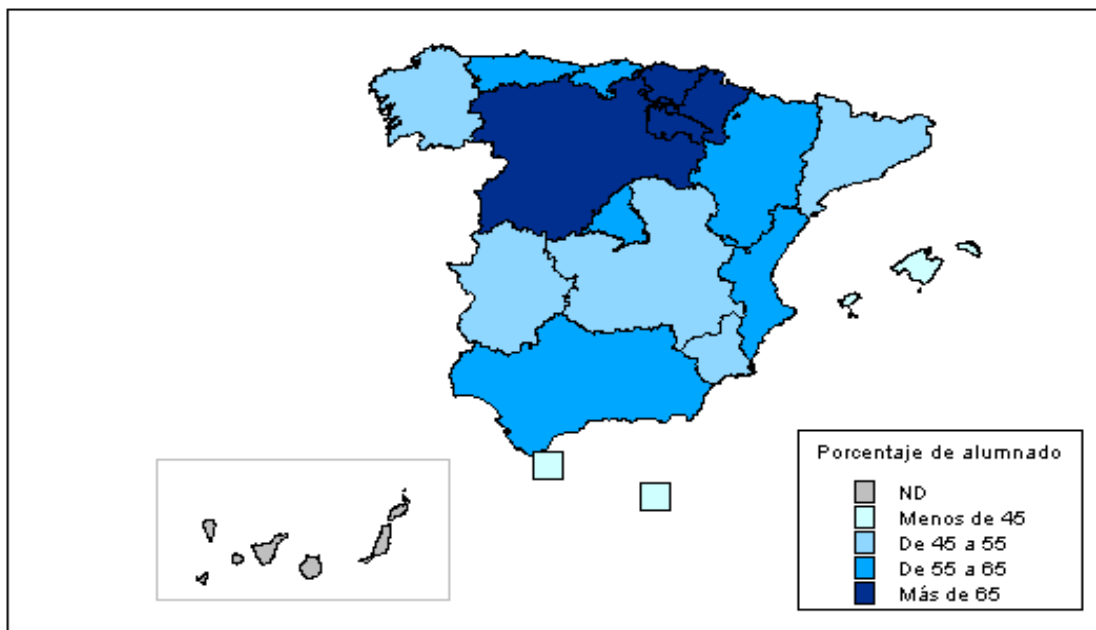 Porcentaje de alumnado
ND
Menos de 45
De 45 a 55
De 55 a 65
Más de 65